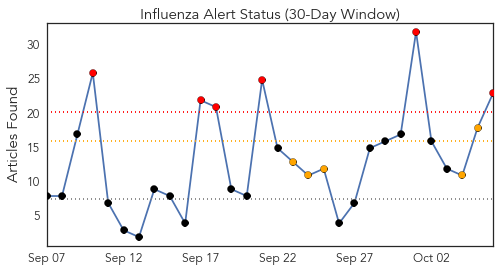 Influenza Alert Status (30-Day Window)
Articles Found
30
25
20
15
10
5
Sep 07
Sep 12
Sep 17
Sep 22
Sep 27
Oct 02